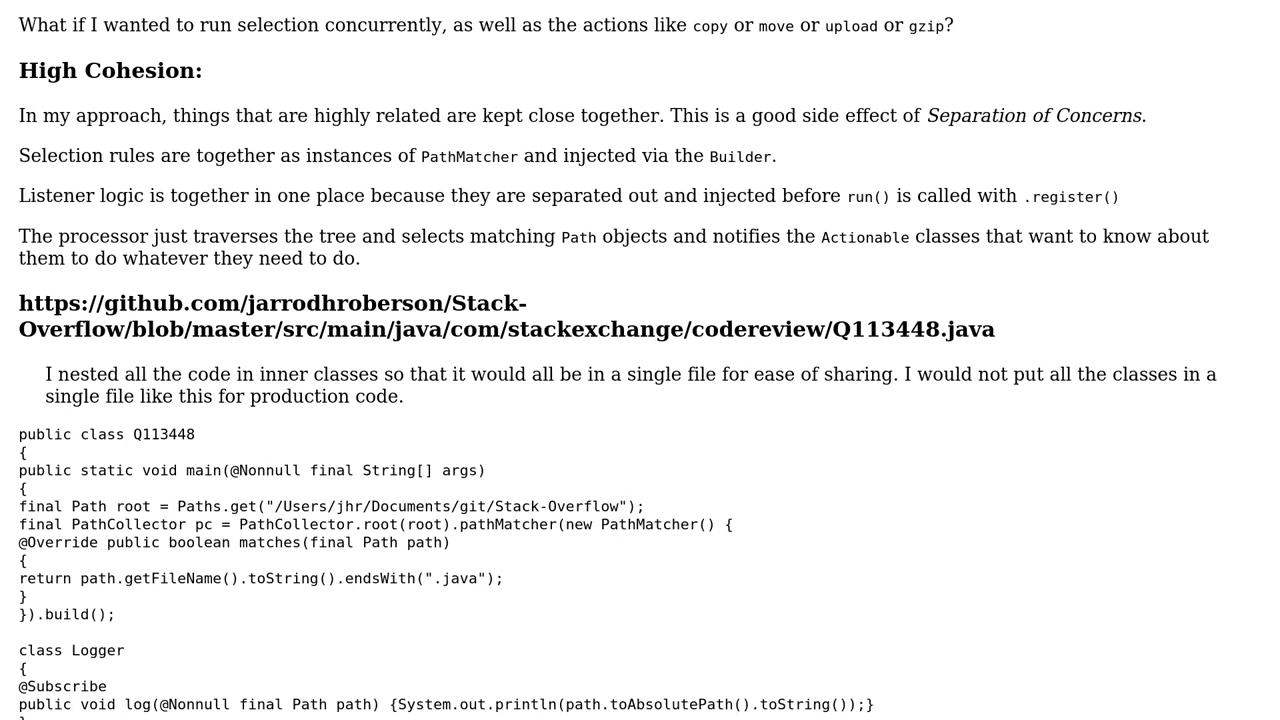 What if I wanted to run selection concurrently, as well as the actions like copy or move or upload or gzip?
High Cohesion:
In my approach, things that are highly related are kept close together. This is a good side effect of Separation of Concerns.
Selection rules are together as instances of PathMatcher and injected via the Builder.
Listener logic is together in one place because they are separated out and injected before run() is called with .register()
The processor just traverses the tree and selects matching Path objects and notifies the Actionable classes that want to know about
them to do whatever they need to do.
https://github.com/jarrodhroberson/Stack-
Overflow/blob/master/src/main/java/com/stackexchange/codereview/Q113448.java
I nested all the code in inner classes so that it would all be in a single file for ease of sharing. I would not put all the classes in a
single file like this for production code.
public class Q113448
{
public static void main(@Nonnull final String[] args)
{
final Path root = Paths.get("/Users/jhr/Documents/git/Stack-Overflow");
final PathCollector pc = PathCollector.root(root).pathMatcher(new PathMatcher() {
@Override public boolean matches(final Path path)
{
return path.getFileName().toString().endsWith(".java");
}
}).build();
class Logger
{
@Subscribe
public void log(@Nonnull final Path path) {System.out.println(path.toAbsolutePath().toString());}
}